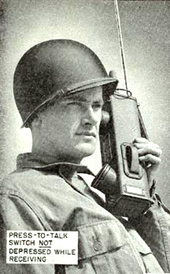 PRESS-TO-TALK
SWITCH NOT
DEPRESSED WHILE
RECEIVING